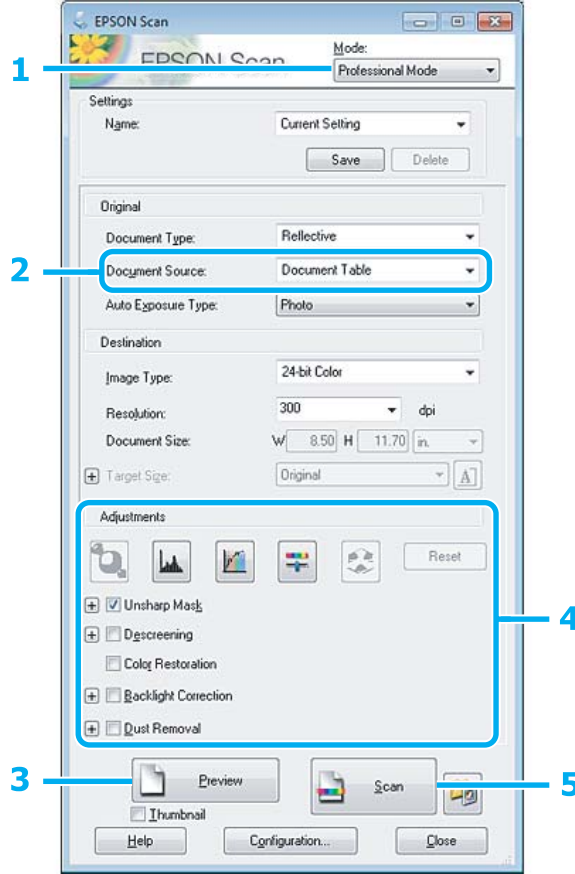 EPSON Scan
EPSON Scan
Mode:
1
Professional Mode
Settings
Name:
Current Setting
Save
Delete
Original
Document Type:
Reflective
2
Document Source:
Document Table
Auto Exposure Type:
Photo
Destination
Image Type:
24-bit Color
Resolution:
300
dpi
Document Size:
W 8.50 H 11.70 in.
Target Size:
Original
A
Adjustments
Reset
Unsharp Mask
4
Descreening
Color Restoration
Backlight Correction
Dust Removal
3
Preview
Scan
5
Thumbnail
Help
Configuration...
Close